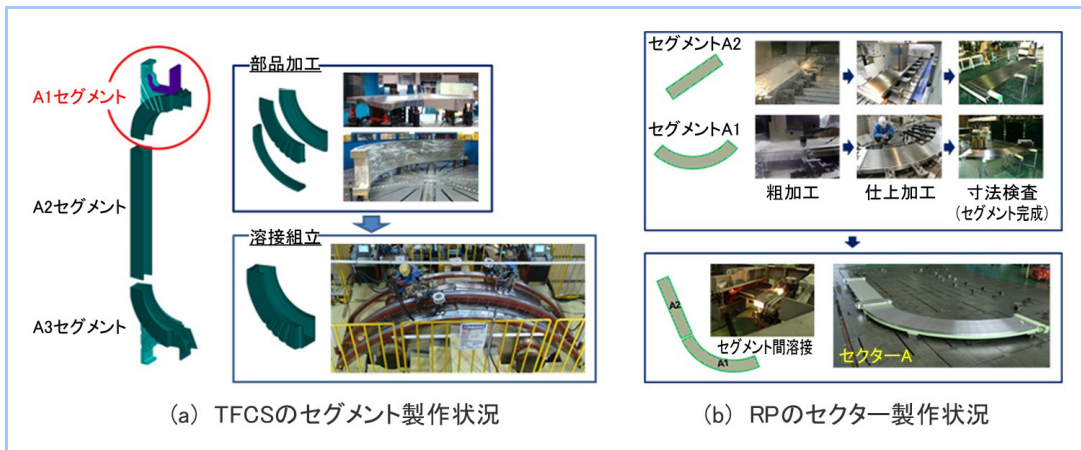 A1セグメント
A2セグメント
A3セグメント
部品加工
溶接組立
(a) TFCSのセグメント製作状況
セグメントA2
セグメントA1
粗加工
仕上加工
寸法検査
(セグメント完成)
A2
A1
セグメント間溶接
セクターA
(b) RPのセクター製作状況